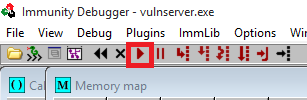 Immunity Debugger - vulnserver.exe
File View Debug Plugins ImmLib Options
M Memory map